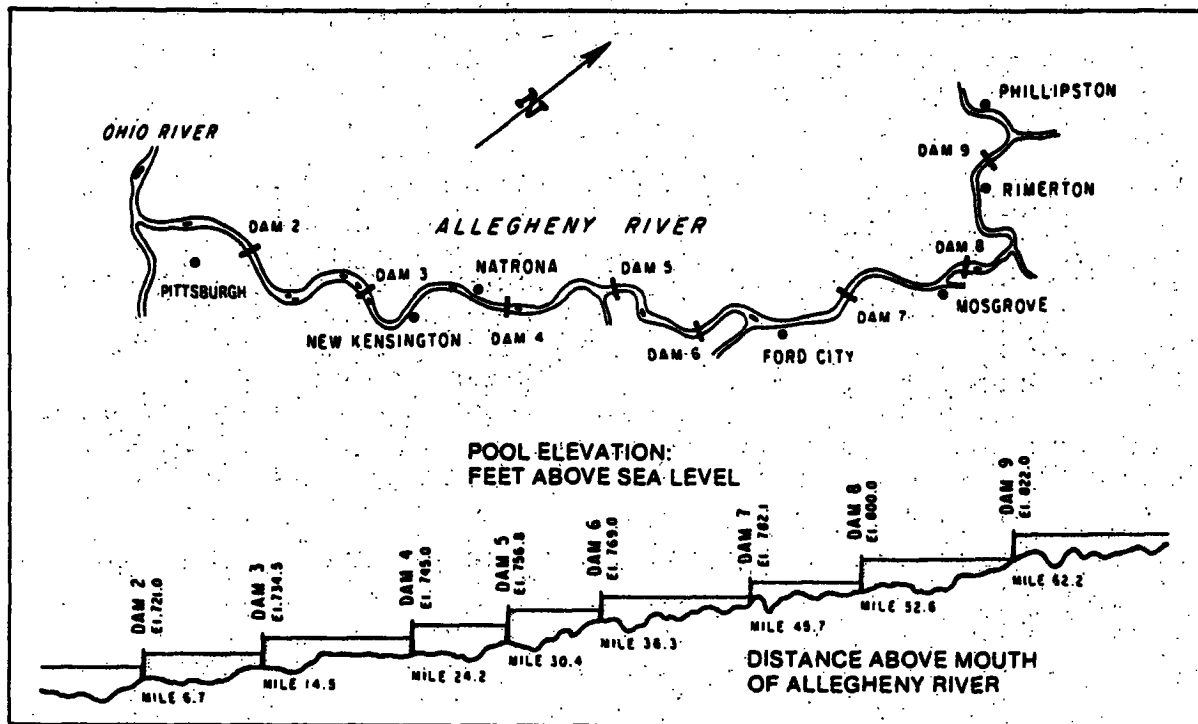 N
OHIO RIVER
PHILLIPSTON
DAM 9
RIMERTON
DAM 2
ALLEGHENY RIVER
DAM 8
PITTSBURGH
DAM 3
NATRONA
DAM 5
MOSGROVE
NEW KENSINGTON
DAM 4
DAM 7
DAM 6
FORD CITY
POOL ELEVATION:
FEET ABOVE SEA LEVEL
DAM 2
El. 721.0
DAM 3
El. 734.5
DAM 4
El. 745.0
DAM 5
El. 756.8
DAM 6
El. 769.0
DAM 7
El. 782.1
DAM 8
El. 800.0
DAM 9
El. 822.0
MILE 6.7
MILE 14.5
MILE 24.2
MILE 30.4
MILE 36.3
MILE 45.7
MILE 52.6
MILE 62.2
DISTANCE ABOVE MOUTH
OF ALLEGHENY RIVER